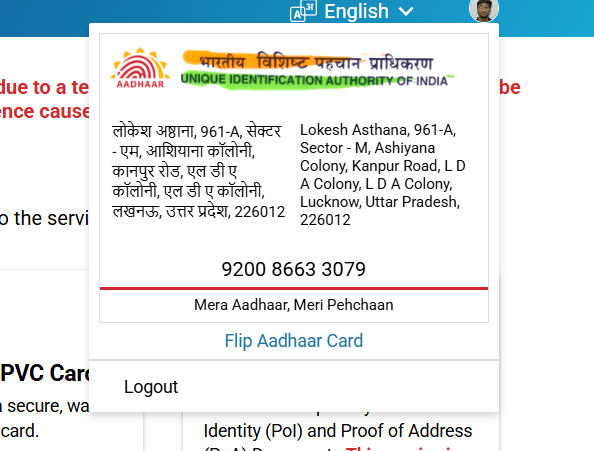 English
due to a te
be
ence cause
भारतीय विशिष्ट पहचान प्राधिकरण
UNIQUE IDENTIFICATION AUTHORITY OF INDIA
AADHAAR
लोकेश अष्ठाना, 961-A, सेक्टर
- एम, आशियाना कॉलोनी,
कानपुर रोड, एल डी ए
कॉलोनी, एल डी ए कॉलोनी,
लखनऊ, उत्तर प्रदेश, 226012
Lokesh Asthana, 961-A,
Sector - M, Ashiyana
Colony, Kanpur Road, L D
A Colony, L D A Colony,
Lucknow, Uttar Pradesh,
226012
o the servi
9200 8663 3079
Mera Aadhaar, Meri Pehchaan
Flip Aadhaar Card
Logout
PVC Card
n secure, wa
card.
Identity (PoI) and Proof of Address